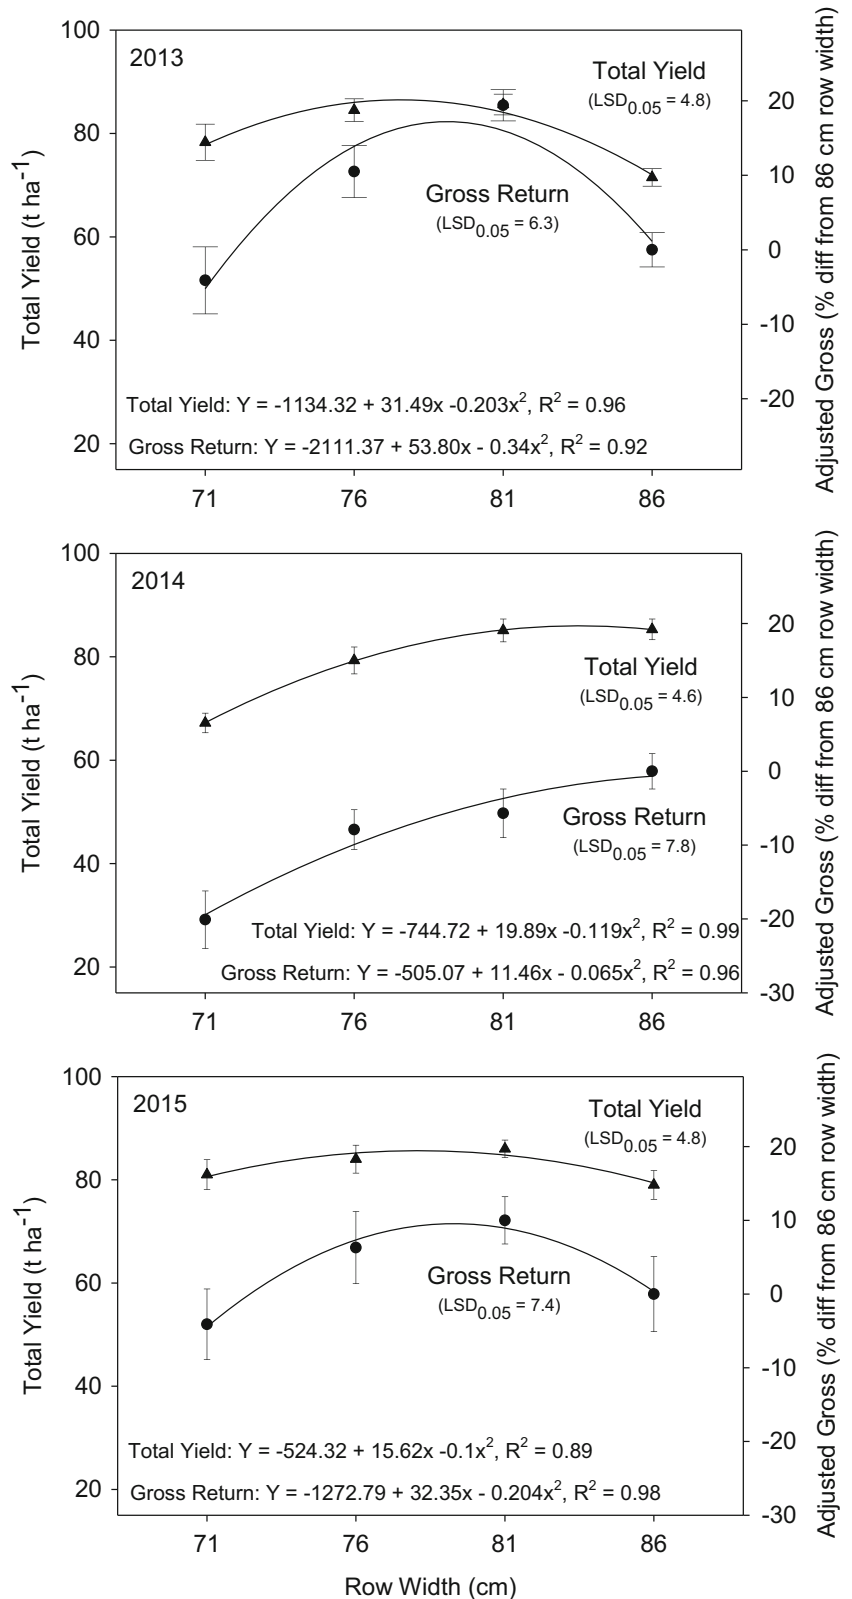 Total Yield (t ha⁻¹)
100
80
60
40
20
2013
Total Yield
(LSD₀.₀₅ = 4.8)
Gross Return
(LSD₀.₀₅ = 6.3)
Total Yield: Y = -1134.32 + 31.49x -0.203x², R² = 0.96
Gross Return: Y = -2111.37 + 53.80x - 0.34x², R² = 0.92
20
10
0
-10
-20
Adjusted Gross (% diff from 86 cm row width)
71 76 81 86
Total Yield (t ha⁻¹)
100
80
60
40
20
2014
Total Yield
(LSD₀.₀₅ = 4.6)
Gross Return
(LSD₀.₀₅ = 7.8)
Total Yield: Y = -744.72 + 19.89x -0.119x², R² = 0.99
Gross Return: Y = -505.07 + 11.46x - 0.065x², R² = 0.96
20
10
0
-10
-20
-30
Adjusted Gross (% diff from 86 cm row width)
71 76 81 86
Total Yield (t ha⁻¹)
100
80
60
40
20
2015
Total Yield
(LSD₀.₀₅ = 4.8)
Gross Return
(LSD₀.₀₅ = 7.4)
Total Yield: Y = -524.32 + 15.62x -0.1x², R² = 0.89
Gross Return: Y = -1272.79 + 32.35x - 0.204x², R² = 0.98
20
10
0
-10
-20
-30
Adjusted Gross (% diff from 86 cm row width)
71 76 81 86
Row Width (cm)